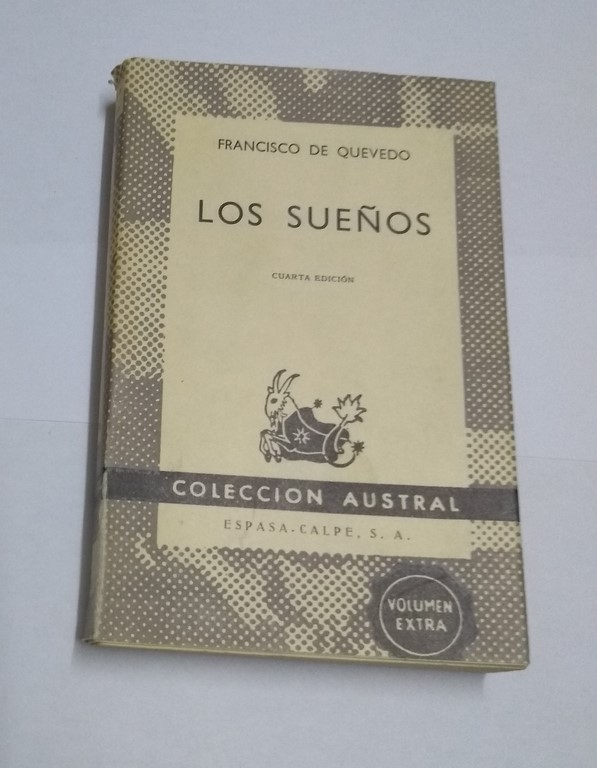 FRANCISCO DE QUEVEDO
LOS SUEÑOS
CUARTA EDICIÓN
COLECCION AUSTRAL
ESPASA-CALPE, S. A.
VOLUMEN
EXTRA